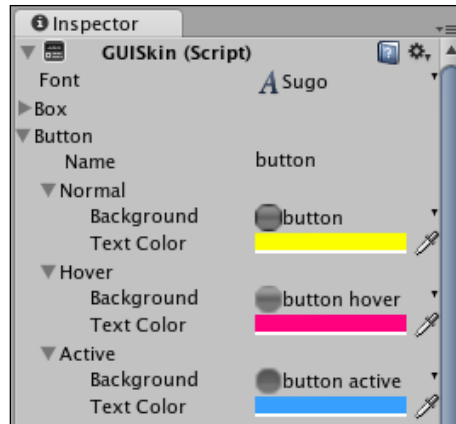 Inspector
GUISkin (Script)
Font Sugo
Box
Button
Name button
Normal
Background button
Text Color
Hover
Background button hover
Text Color
Active
Background button active
Text Color